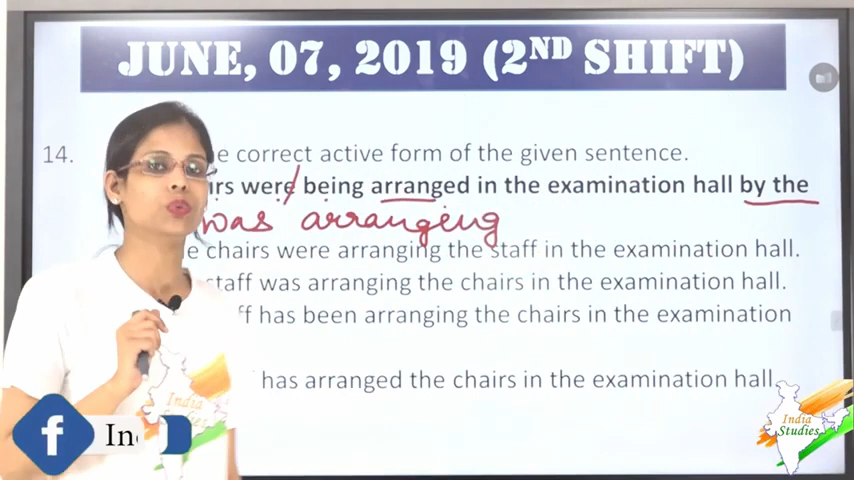 JUNE, 07, 2019 (2ND SHIFT)
14. correct active form of the given sentence.
were being arranged in the examination hall by the
was arranging
chairs were arranging the staff in the examination hall.
staff was arranging the chairs in the examination hall.
has been arranging the chairs in the examination
has arranged the chairs in the examination hall.
India
Studies
India
Studies